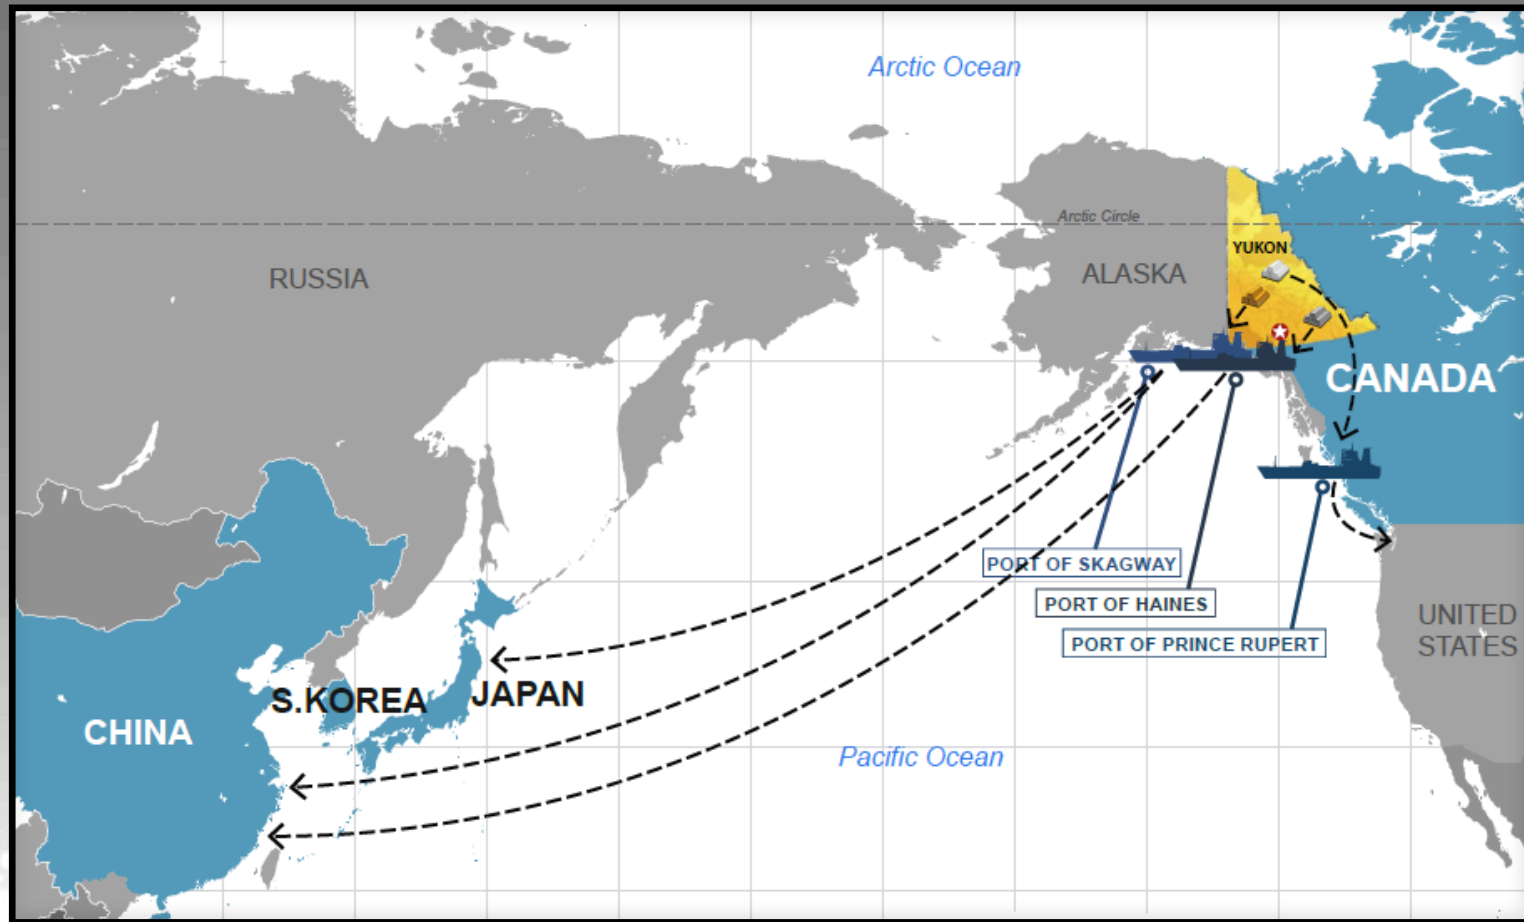 Arctic Ocean
Arctic Circle
YUKON
RUSSIA
ALASKA
CANADA
PORT OF SKAGWAY
PORT OF HAINES
UNITED
STATES
PORT OF PRINCE RUPERT
S.KOREA
JAPAN
CHINA
Pacific Ocean